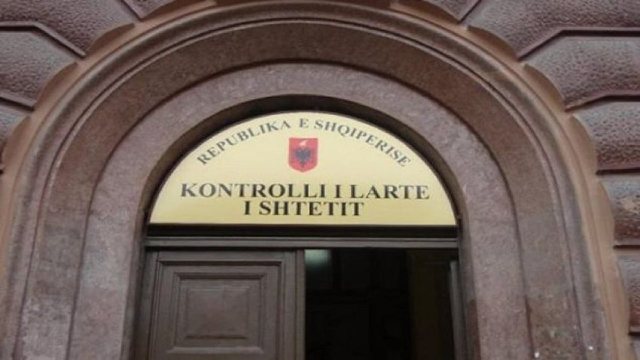 REPUBLIKA E SHQIPERISE
KONTROLLI I LARTE
I SHTETIT